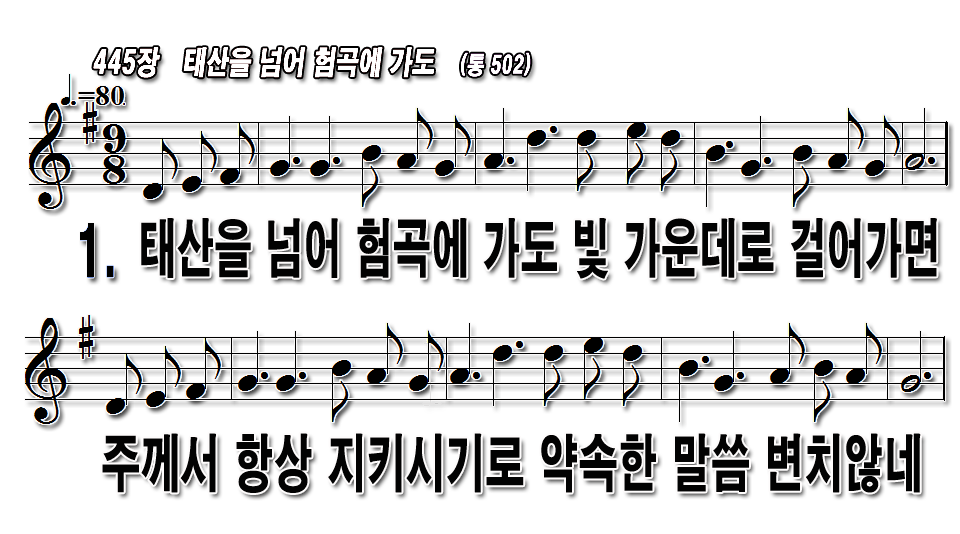 445장 태산을 넘어 험곡에 가도 (통 502)
♩.=80
9
8
1. 태산을 넘어 험곡에 가도 빛 가운데로 걸어가면
주께서 항상 지키시기로 약속한 말씀 변치않네